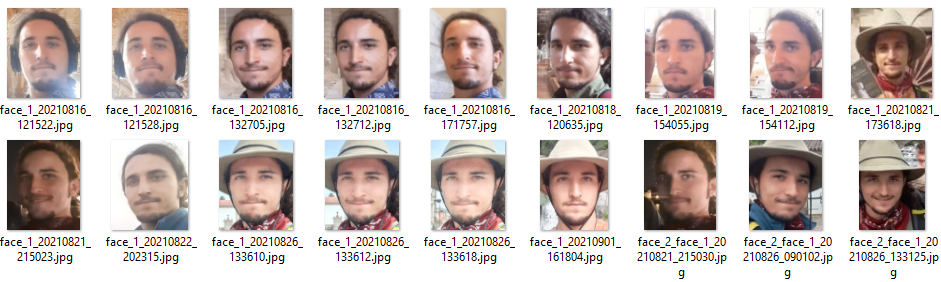 face_1_20210816_ face_1_20210816_ face_1_20210816_ face_1_20210816_ face_1_20210816_ face_1_20210818_ face_1_20210819_ face_1_20210819_ face_1_20210821_
121522.jpg 121528.jpg 132705.jpg 132712.jpg 171757.jpg 120635.jpg 154055.jpg 154112.jpg 173618.jpg
face_1_20210821_ face_1_20210822_ face_1_20210826_ face_1_20210826_ face_1_20210826_ face_1_20210901_ face_2_face_1_20 face_2_face_1_20 face_2_face_1_20
215023.jpg 202315.jpg 133610.jpg 133612.jpg 133618.jpg 161804.jpg 210821_215030.jp 210826_090102.jp 210826_133125.jp
g g g